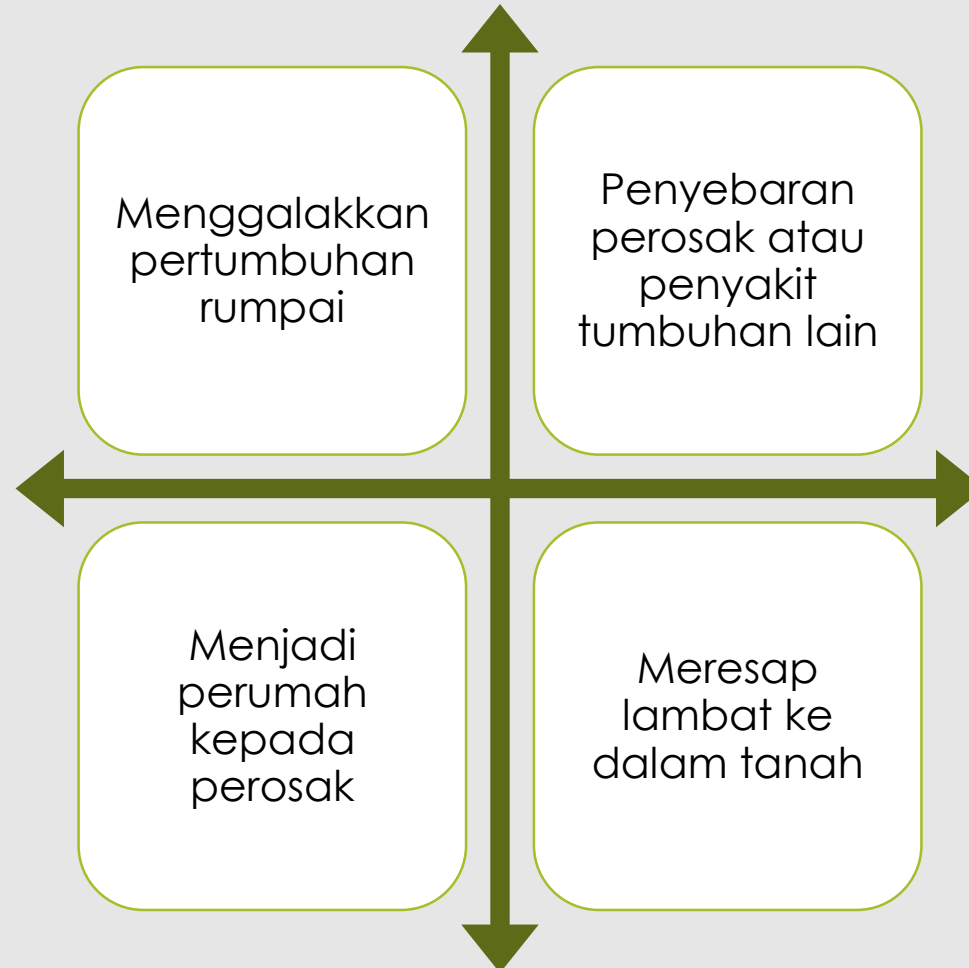 Menggalakkan
pertumbuhan
rumpai
Penyebaran
perosak atau
penyakit
tumbuhan lain
Menjadi
perumah
kepada
perosak
Meresap
lambat ke
dalam tanah